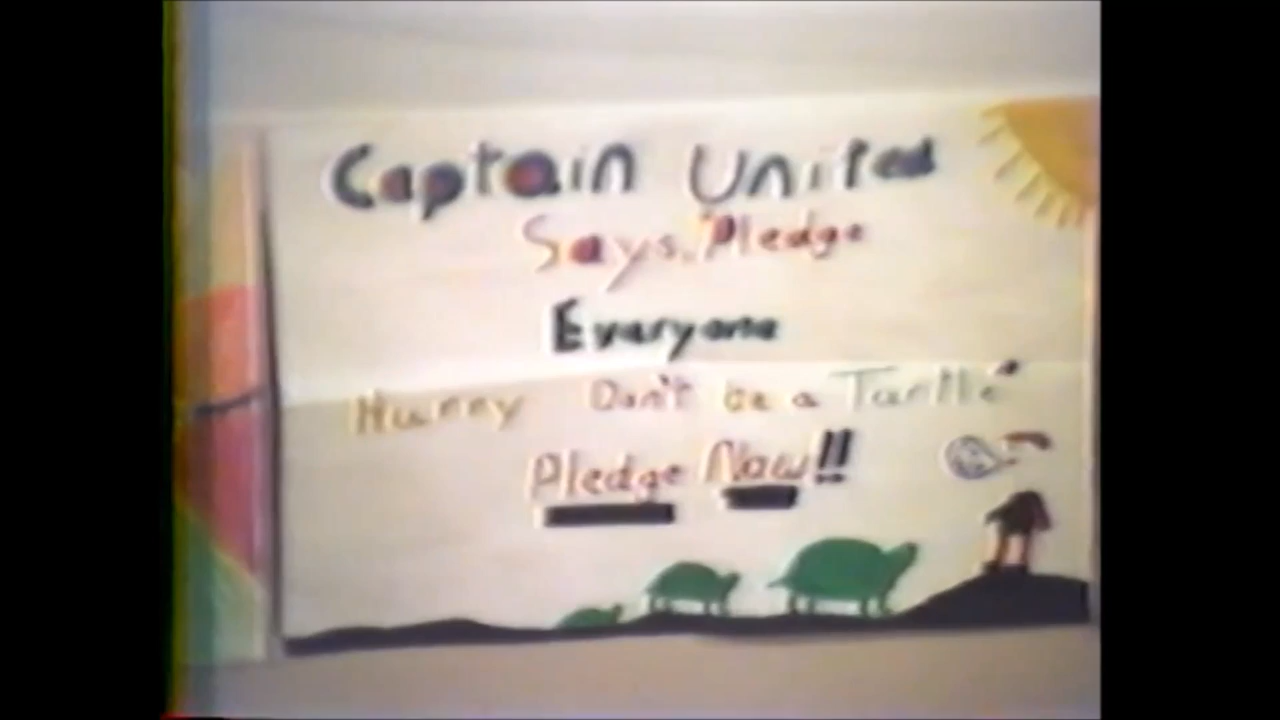 Captain United
Says, "Pledge
Everyone
Hurry Don't be a Turtle"
Pledge Now!!